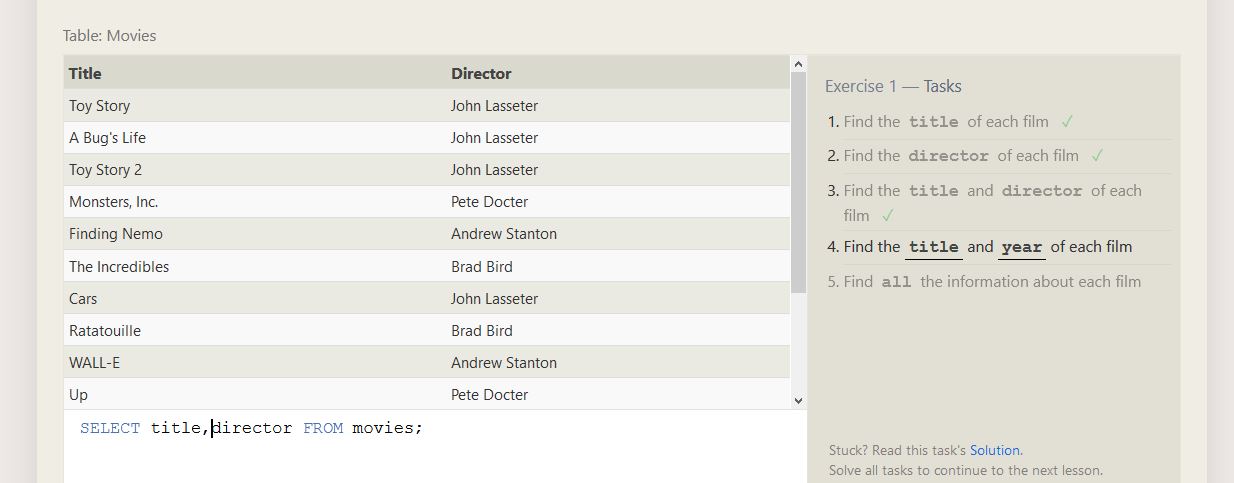 Table: Movies
Title Director
Toy Story John Lasseter
A Bug's Life John Lasseter
Toy Story 2 John Lasseter
Monsters, Inc. Pete Docter
Finding Nemo Andrew Stanton
The Incredibles Brad Bird
Cars John Lasseter
Ratatouille Brad Bird
WALL-E Andrew Stanton
Up Pete Docter
SELECT title,director FROM movies;
Exercise 1 — Tasks
1. Find the title of each film ✓
2. Find the director of each film ✓
3. Find the title and director of each
film ✓
4. Find the title and year of each film
5. Find all the information about each film
Stuck? Read this task's Solution.
Solve all tasks to continue to the next lesson.